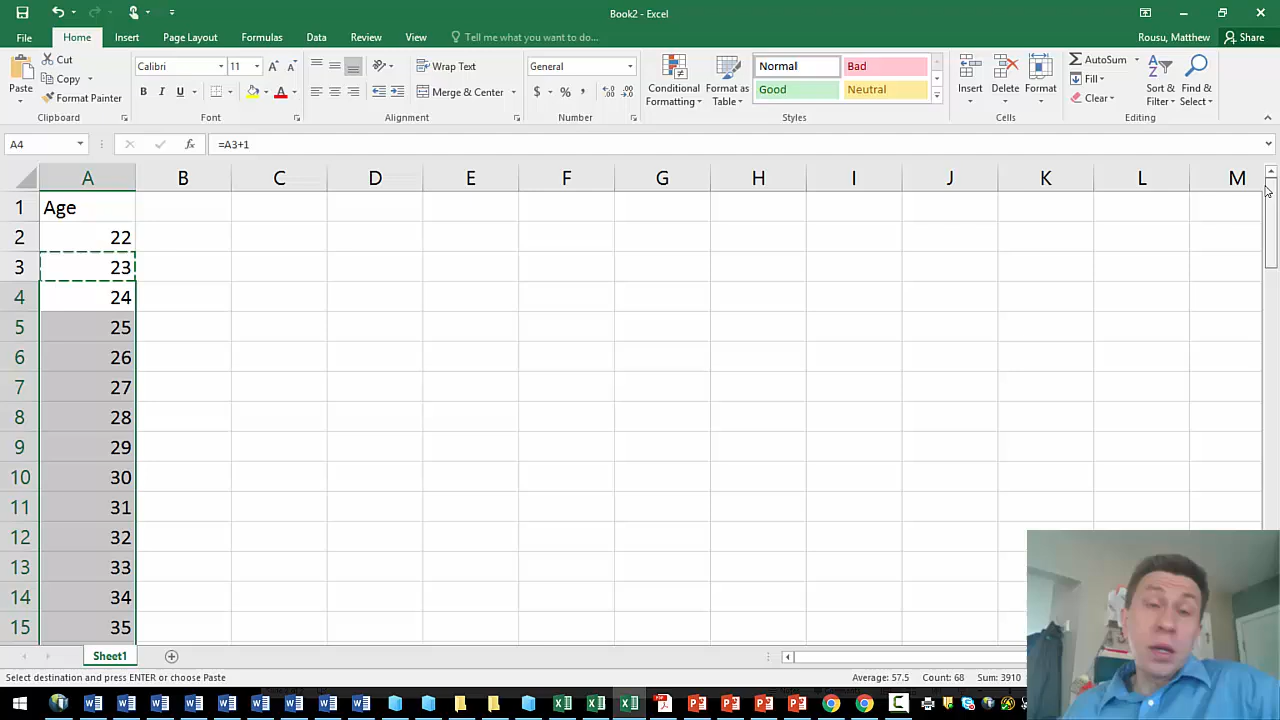 Book2 - Excel
File Home Insert Page Layout Formulas Data Review View Tell me what you want to do... Rousu, Matthew Share
Cut
Copy
Format Painter
Paste
Clipboard
Calibri 11
B I U
Font
Wrap Text
Merge & Center
Alignment
General
$ % ,
Number
Conditional
Formatting
Format as
Table
Normal Bad
Good Neutral
Styles
Insert Delete Format
Cells
AutoSum
Fill
Clear
Sort &
Filter
Find &
Select
Editing
A4 fx =A3+1
A B C D E F G H I J K L M
1 Age
2 22
3 23
4 24
5 25
6 26
7 27
8 28
9 29
10 30
11 31
12 32
13 33
14 34
15 35
Sheet1
Select destination and press ENTER or choose Paste Average: 57.5 Count: 68 Sum: 3910